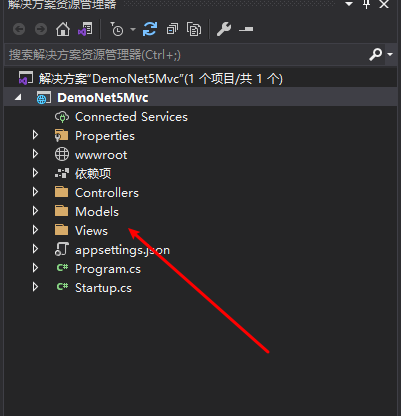 解决方案资源管理器
搜索解决方案资源管理器(Ctrl+;)
解决方案"DemoNet5Mvc"(1 个项目/共 1 个)
DemoNet5Mvc
Connected Services
Properties
wwwroot
依赖项
Controllers
Models
Views
appsettings.json
C# Program.cs
C# Startup.cs